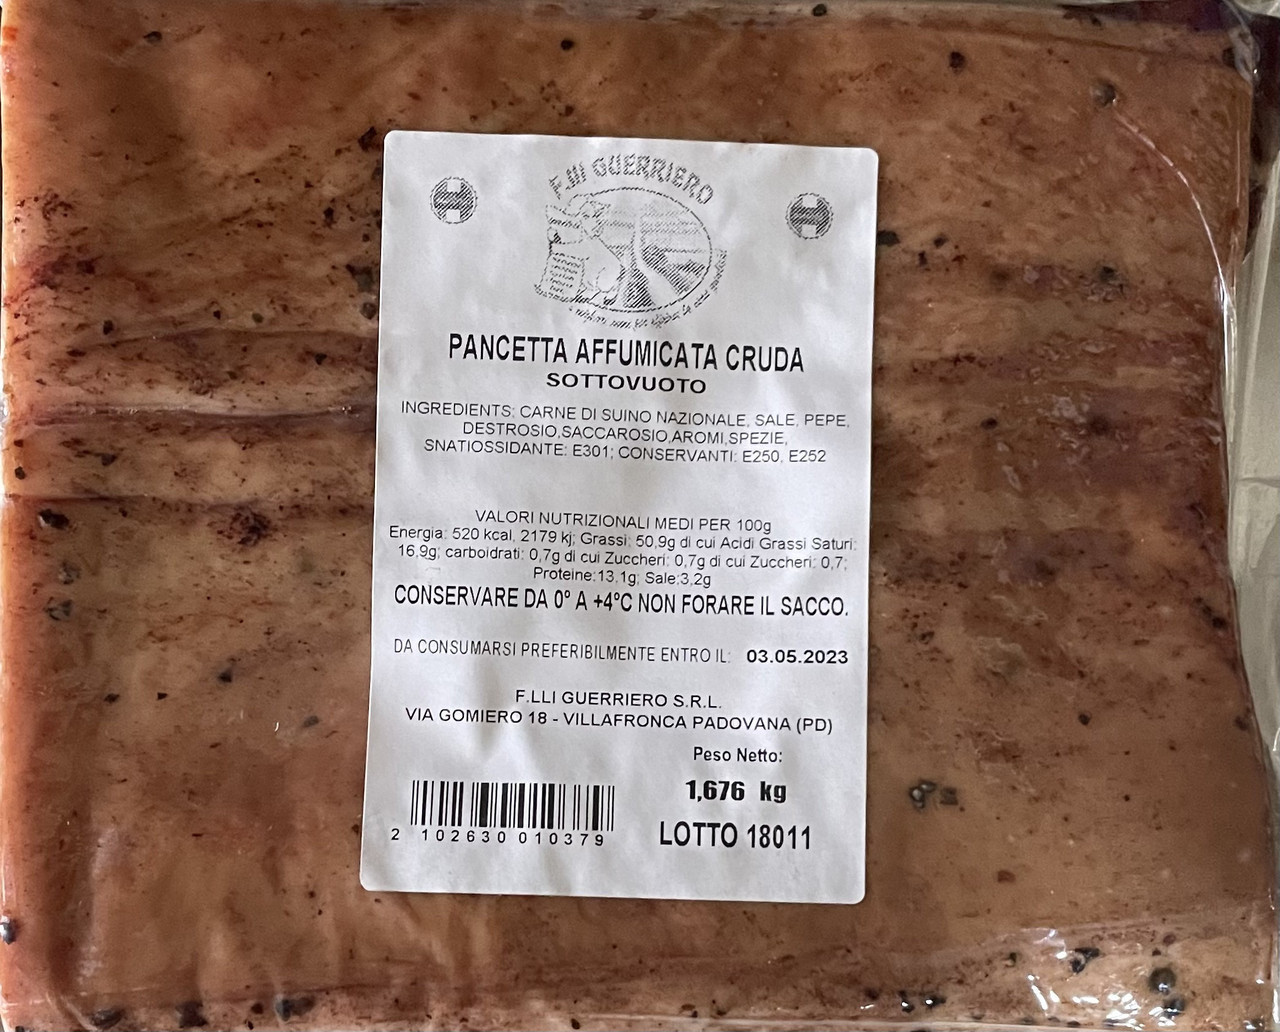 F.lli GUERRIERO
PANCETTA AFFUMICATA CRUDA
SOTTOVUOTO
INGREDIENTS: CARNE DI SUINO NAZIONALE, SALE, PEPE,
DESTROSIO,SACCAROSIO,AROMI,SPEZIE,
SNATIOSSIDANTE: E301; CONSERVANTI: E250, E252
VALORI NUTRIZIONALI MEDI PER 100g
Energia: 520 kcal, 2179 kj; Grassi: 50,9g di cui Acidi Grassi Saturi:
16,9g; carboidrati: 0,7g di cui Zuccheri: 0,7g di cui Zuccheri: 0,7;
Proteine:13,1g; Sale:3,2g
CONSERVARE DA 0° A +4°C NON FORARE IL SACCO.
DA CONSUMARSI PREFERIBILMENTE ENTRO IL: 03.05.2023
F.LLI GUERRIERO S.R.L.
VIA GOMIERO 18 - VILLAFRONCA PADOVANA (PD)
Peso Netto:
1,676 kg
2 102630 010379
LOTTO 18011